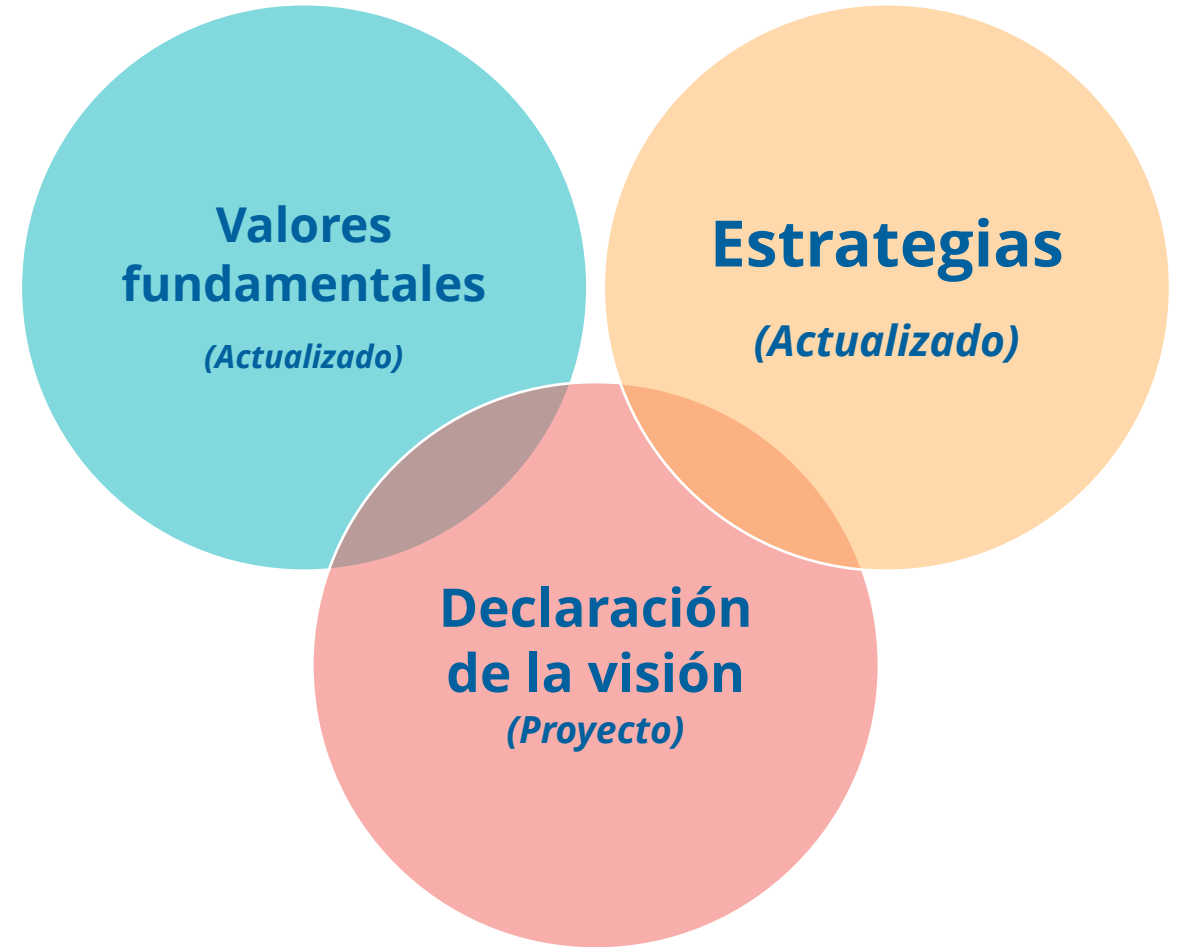 Valores
fundamentales
(Actualizado)
Estrategias
(Actualizado)
Declaración
de la visión
(Proyecto)